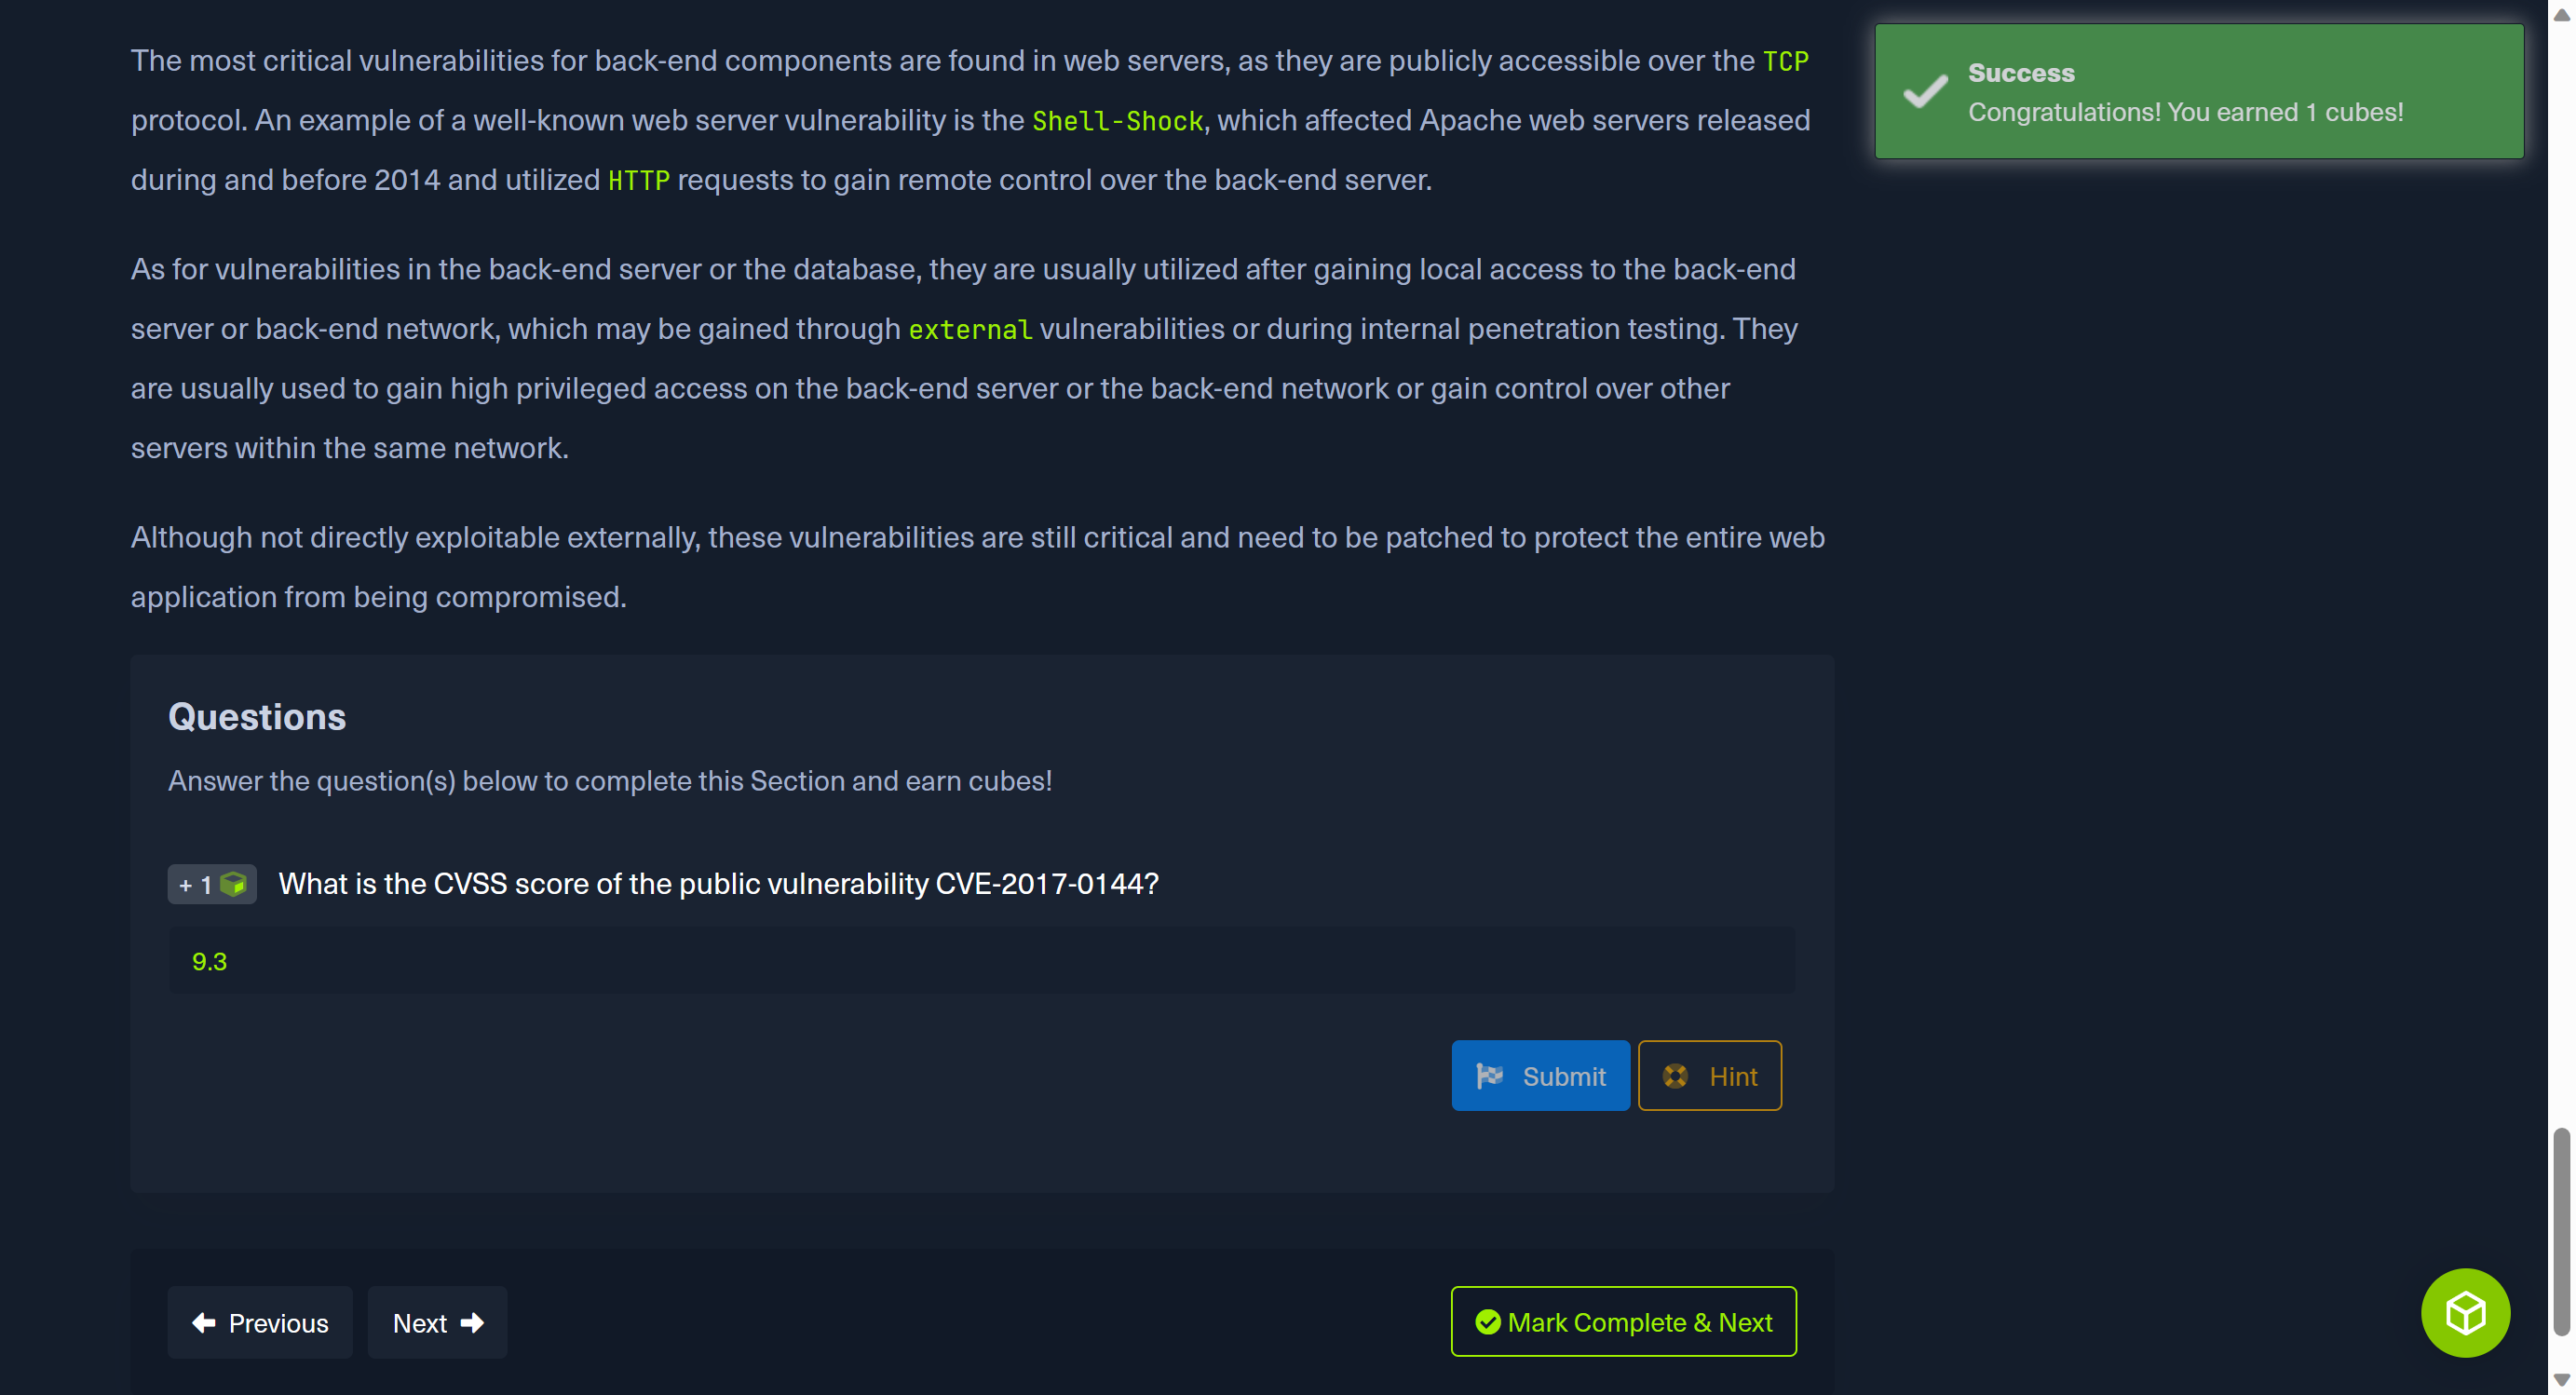 The most critical vulnerabilities for back-end components are found in web servers, as they are publicly accessible over the TCP
protocol. An example of a well-known web server vulnerability is the Shell-Shock, which affected Apache web servers released
during and before 2014 and utilized HTTP requests to gain remote control over the back-end server.
As for vulnerabilities in the back-end server or the database, they are usually utilized after gaining local access to the back-end
server or back-end network, which may be gained through external vulnerabilities or during internal penetration testing. They
are usually used to gain high privileged access on the back-end server or the back-end network or gain control over other
servers within the same network.
Although not directly exploitable externally, these vulnerabilities are still critical and need to be patched to protect the entire web
application from being compromised.
Success
Congratulations! You earned 1 cubes!
Questions
Answer the question(s) below to complete this Section and earn cubes!
+ 1 What is the CVSS score of the public vulnerability CVE-2017-0144?
9.3
Submit Hint
Previous Next Mark Complete & Next